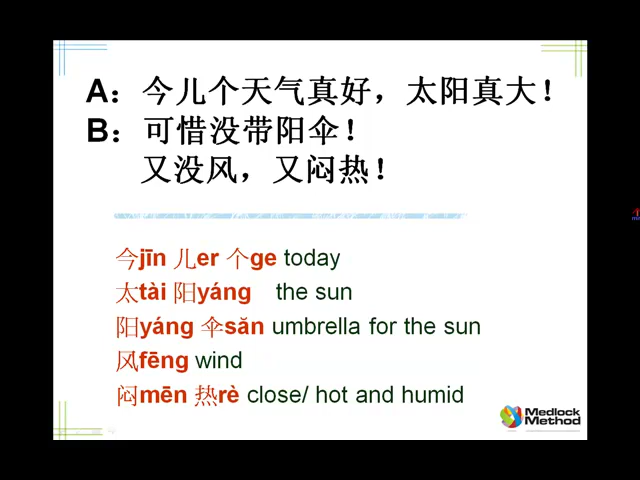 A：今儿个天气真好，太阳真大！
B：可惜没带阳伞！
又没风，又闷热！
今jīn 儿er 个ge today
太tài 阳yáng the sun
阳yáng 伞sǎn umbrella for the sun
风fēng wind
闷mēn 热rè close/ hot and humid
Medlock
Method